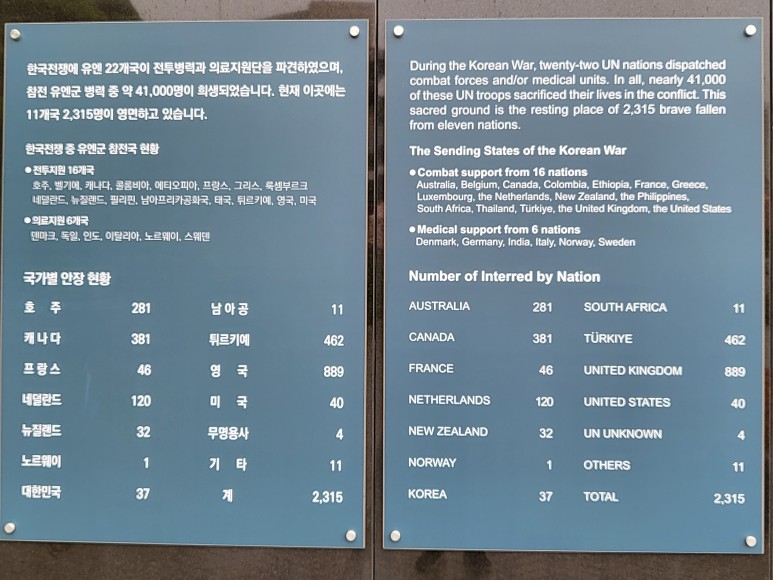 한국전쟁에 유엔 22개국이 전투병력과 의료지원단을 파견하였으며,
참전 유엔군 병력 중 약 41,000명이 희생되었습니다. 현재 이곳에는
11개국 2,315명이 영면하고 있습니다.
한국전쟁 중 유엔군 참전국 현황
● 전투지원 16개국
호주, 벨기에, 캐나다, 콜롬비아, 에티오피아, 프랑스, 그리스, 룩셈부르크
네덜란드, 뉴질랜드, 필리핀, 남아프리카공화국, 태국, 튀르키예, 영국, 미국
● 의료지원 6개국
덴마크, 독일, 인도, 이탈리아, 노르웨이, 스웨덴
국가별 안장 현황
호 주 281 남아공 11
캐나다 381 튀르키예 462
프랑스 46 영 국 889
네덜란드 120 미 국 40
뉴질랜드 32 무명용사 4
노르웨이 1 기 타 11
대한민국 37 계 2,315
During the Korean War, twenty-two UN nations dispatched
combat forces and/or medical units. In all, nearly 41,000
of these UN troops sacrificed their lives in the conflict. This
sacred ground is the resting place of 2,315 brave fallen
from eleven nations.
The Sending States of the Korean War
● Combat support from 16 nations
Australia, Belgium, Canada, Colombia, Ethiopia, France, Greece,
Luxembourg, the Netherlands, New Zealand, the Philippines,
South Africa, Thailand, Türkiye, the United Kingdom, the United States
● Medical support from 6 nations
Denmark, Germany, India, Italy, Norway, Sweden
Number of Interred by Nation
AUSTRALIA 281 SOUTH AFRICA 11
CANADA 381 TÜRKIYE 462
FRANCE 46 UNITED KINGDOM 889
NETHERLANDS 120 UNITED STATES 40
NEW ZEALAND 32 UN UNKNOWN 4
NORWAY 1 OTHERS 11
KOREA 37 TOTAL 2,315